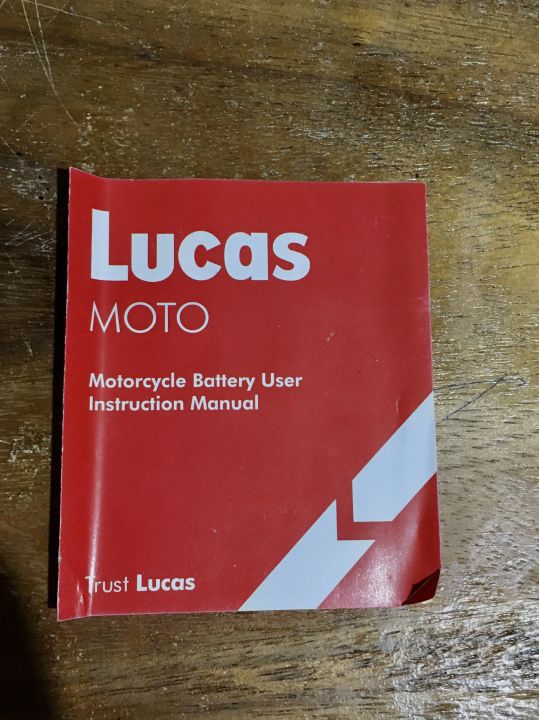 Lucas
MOTO
Motorcycle Battery User
Instruction Manual
Trust Lucas